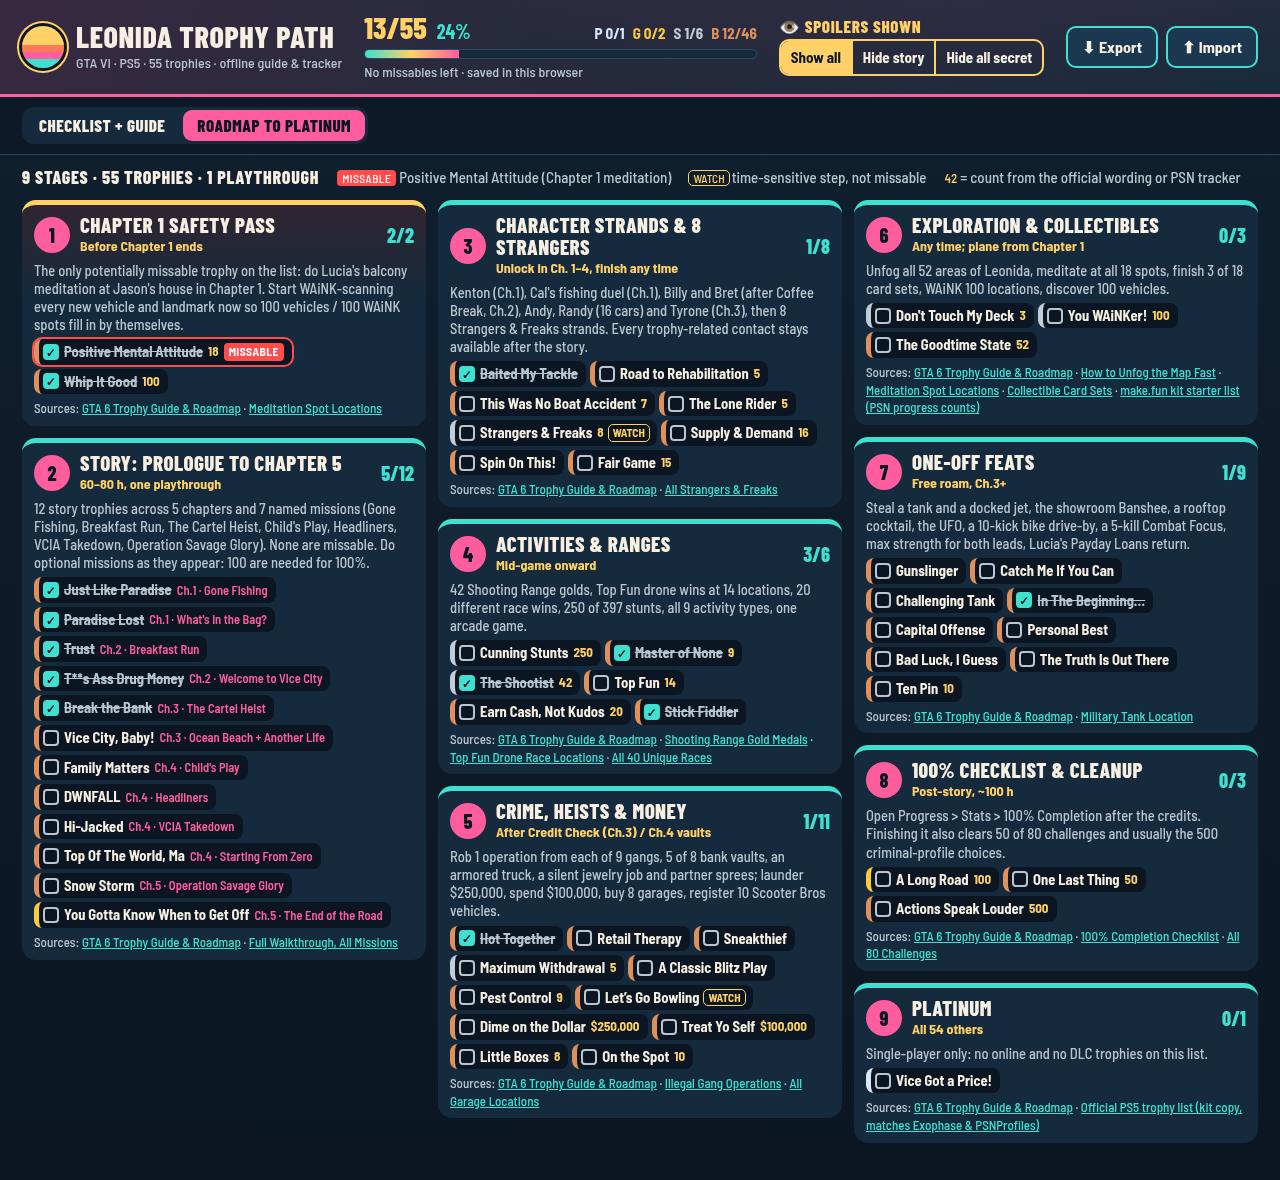 LEONIDA TROPHY PATH
GTA VI · PS5 · 55 trophies · offline guide & tracker
13/55 24%
P 0/1 G 0/2 S 1/6 B 12/46
No missables left · saved in this browser
SPOILERS SHOWN
Show all Hide story Hide all secret
⬇ Export ⬆ Import
CHECKLIST + GUIDE ROADMAP TO PLATINUM
9 STAGES · 55 TROPHIES · 1 PLAYTHROUGH MISSABLE Positive Mental Attitude (Chapter 1 meditation) WATCH time-sensitive step, not missable 42 = count from the official wording or PSN tracker
1 CHAPTER 1 SAFETY PASS 2/2
Before Chapter 1 ends
The only potentially missable trophy on the list: do Lucia's balcony
meditation at Jason's house in Chapter 1. Start WAiNK-scanning
every new vehicle and landmark now so 100 vehicles / 100 WAiNK
spots fill in by themselves.
✓ Positive Mental Attitude 18 MISSABLE
✓ Whip It Good 100
Sources: GTA 6 Trophy Guide & Roadmap · Meditation Spot Locations
2 STORY: PROLOGUE TO CHAPTER 5 5/12
60–80 h, one playthrough
12 story trophies across 5 chapters and 7 named missions (Gone
Fishing, Breakfast Run, The Cartel Heist, Child's Play, Headliners,
VCIA Takedown, Operation Savage Glory). None are missable. Do
optional missions as they appear: 100 are needed for 100%.
✓ Just Like Paradise Ch.1 · Gone Fishing
✓ Paradise Lost Ch.1 · What's in the Bag?
✓ Trust Ch.2 · Breakfast Run
✓ T**s Ass Drug Money Ch.2 · Welcome to Vice City
✓ Break the Bank Ch.3 · The Cartel Heist
Vice City, Baby! Ch.3 · Ocean Beach + Another Life
Family Matters Ch.4 · Child's Play
DWNFALL Ch.4 · Headliners
Hi-Jacked Ch.4 · VCIA Takedown
Top Of The World, Ma Ch.4 · Starting From Zero
Snow Storm Ch.5 · Operation Savage Glory
You Gotta Know When to Get Off Ch.5 · The End of the Road
Sources: GTA 6 Trophy Guide & Roadmap · Full Walkthrough, All Missions
3 CHARACTER STRANDS & 8
STRANGERS 1/8
Unlock in Ch. 1–4, finish any time
Kenton (Ch.1), Cal's fishing duel (Ch.1), Billy and Bret (after Coffee
Break, Ch.2), Andy, Randy (16 cars) and Tyrone (Ch.3), then 8
Strangers & Freaks strands. Every trophy-related contact stays
available after the story.
✓ Baited My Tackle Road to Rehabilitation 5
This Was No Boat Accident 7 The Lone Rider 5
Strangers & Freaks 8 WATCH Supply & Demand 16
Spin On This! Fair Game 15
Sources: GTA 6 Trophy Guide & Roadmap · All Strangers & Freaks
4 ACTIVITIES & RANGES 3/6
Mid-game onward
42 Shooting Range golds, Top Fun drone wins at 14 locations, 20
different race wins, 250 of 397 stunts, all 9 activity types, one
arcade game.
Cunning Stunts 250 ✓ Master of None 9
✓ The Shootist 42 Top Fun 14
Earn Cash, Not Kudos 20 ✓ Stick Fiddler
Sources: GTA 6 Trophy Guide & Roadmap · Shooting Range Gold Medals ·
Top Fun Drone Race Locations · All 40 Unique Races
5 CRIME, HEISTS & MONEY 1/11
After Credit Check (Ch.3) / Ch.4 vaults
Rob 1 operation from each of 9 gangs, 5 of 8 bank vaults, an
armored truck, a silent jewelry job and partner sprees; launder
$250,000, spend $100,000, buy 8 garages, register 10 Scooter Bros
vehicles.
✓ Hot Together Retail Therapy Sneakthief
Maximum Withdrawal 5 A Classic Blitz Play
Pest Control 9 Let's Go Bowling WATCH
Dime on the Dollar $250,000 Treat Yo Self $100,000
Little Boxes 8 On the Spot 10
Sources: GTA 6 Trophy Guide & Roadmap · Illegal Gang Operations · All
Garage Locations
6 EXPLORATION & COLLECTIBLES 0/3
Any time; plane from Chapter 1
Unfog all 52 areas of Leonida, meditate at all 18 spots, finish 3 of 18
card sets, WAiNK 100 locations, discover 100 vehicles.
Don't Touch My Deck 3 You WAiNKer! 100
The Goodtime State 52
Sources: GTA 6 Trophy Guide & Roadmap · How to Unfog the Map Fast ·
Meditation Spot Locations · Collectible Card Sets · make.fun kit starter list
(PSN progress counts)
7 ONE-OFF FEATS 1/9
Free roam, Ch.3+
Steal a tank and a docked jet, the showroom Banshee, a rooftop
cocktail, the UFO, a 10-kick bike drive-by, a 5-kill Combat Focus,
max strength for both leads, Lucia's Payday Loans return.
Gunslinger Catch Me If You Can
Challenging Tank ✓ In The Beginning...
Capital Offense Personal Best
Bad Luck, I Guess The Truth Is Out There
Ten Pin 10
Sources: GTA 6 Trophy Guide & Roadmap · Military Tank Location
8 100% CHECKLIST & CLEANUP 0/3
Post-story, ~100 h
Open Progress > Stats > 100% Completion after the credits.
Finishing it also clears 50 of 80 challenges and usually the 500
criminal-profile choices.
A Long Road 100 One Last Thing 50
Actions Speak Louder 500
Sources: GTA 6 Trophy Guide & Roadmap · 100% Completion Checklist · All
80 Challenges
9 PLATINUM 0/1
All 54 others
Single-player only: no online and no DLC trophies on this list.
Vice Got a Price!
Sources: GTA 6 Trophy Guide & Roadmap · Official PS5 trophy list (kit copy,
matches Exophase & PSNProfiles)